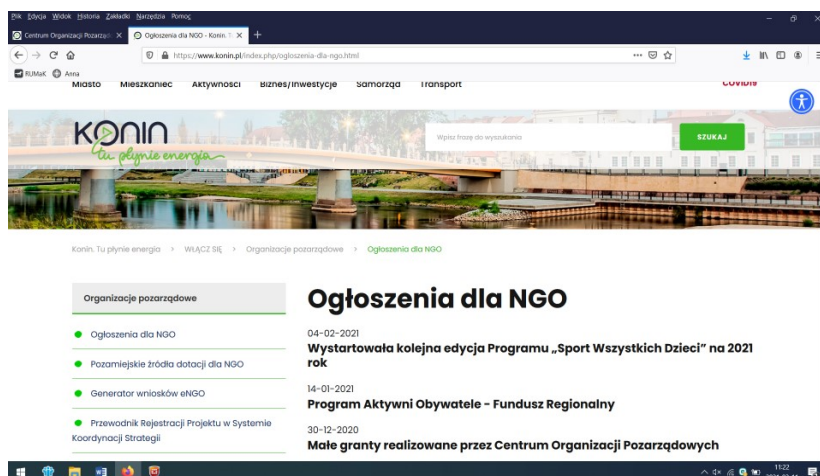 Plik Edycja Widok Historia Zakładki Narzędzia Pomoc
Centrum Organizacji Pozarząd
Ogłoszenia dla NGO - Konin. T
https://www.konin.pl/index.php/ogloszenia-dla-ngo.html
RUMaK Anna
Miasto Mieszkaniec Aktywności Biznes/Inwestycje Samorząd Transport COVID19
KONIN
tu płynie energia
Wpisz frazę do wyszukania
SZUKAJ
Konin. Tu płynie energia > WŁĄCZ SIĘ > Organizacje pozarządowe > Ogłoszenia dla NGO
Organizacje pozarządowe
Ogłoszenia dla NGO
Pozamiejskie źródła dotacji dla NGO
Generator wniosków eNGO
Przewodnik Rejestracji Projektu w Systemie
Koordynacji Strategii
Ogłoszenia dla NGO
04-02-2021
Wystartowała kolejna edycja Programu „Sport Wszystkich Dzieci” na 2021
rok
14-01-2021
Program Aktywni Obywatele - Fundusz Regionalny
30-12-2020
Małe granty realizowane przez Centrum Organizacji Pozarządowych
11:22